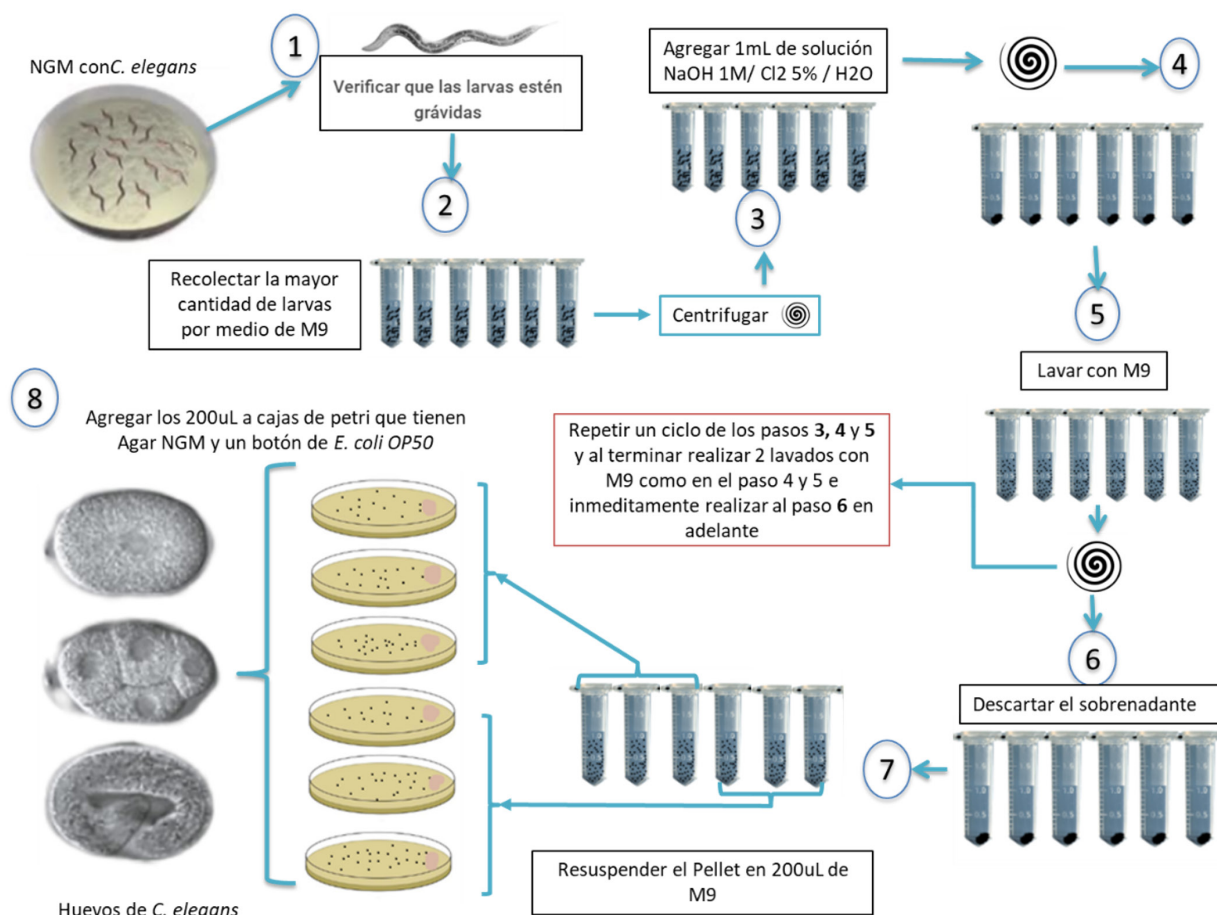 NGM conC. elegans
1
Verificar que las larvas estén
grávidas
2
Recolectar la mayor
cantidad de larvas
por medio de M9
Centrifugar
3
Agregar 1mL de solución
NaOH 1M/ Cl2 5% / H2O
4
5
Lavar con M9
Repetir un ciclo de los pasos 3, 4 y 5
y al terminar realizar 2 lavados con
M9 como en el paso 4 y 5 e
inmeditamente realizar al paso 6 en
adelante
6
Descartar el sobrenadante
7
Resuspender el Pellet en 200uL de
M9
8
Agregar los 200uL a cajas de petri que tienen
Agar NGM y un botón de E. coli OP50
Huevos de C. elegans